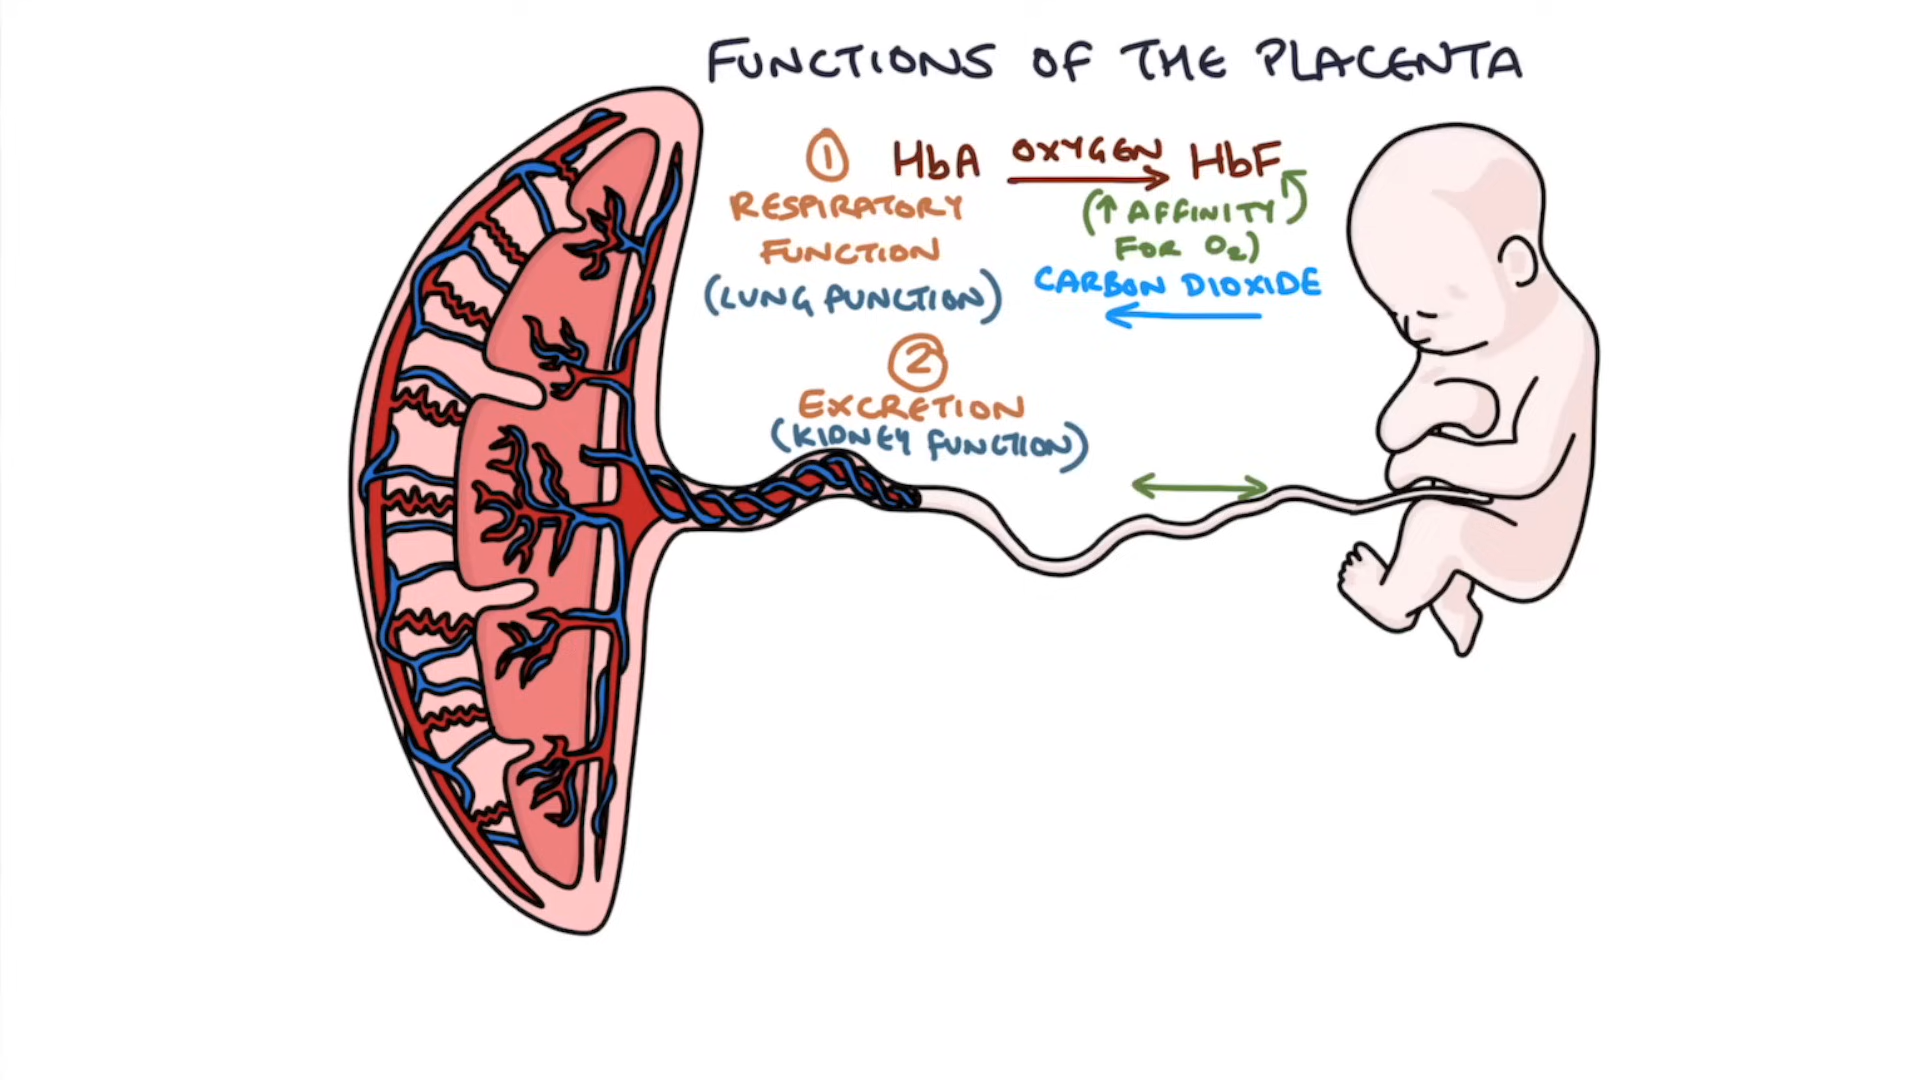 FUNCTIONS OF THE PLACENTA
1
RESPIRATORY
FUNCTION
(LUNG FUNCTION)
HbA OXYGEN HbF
(↑ AFFINITY
FOR O₂)
CARBON DIOXIDE
2
EXCRETION
(KIDNEY FUNCTION)